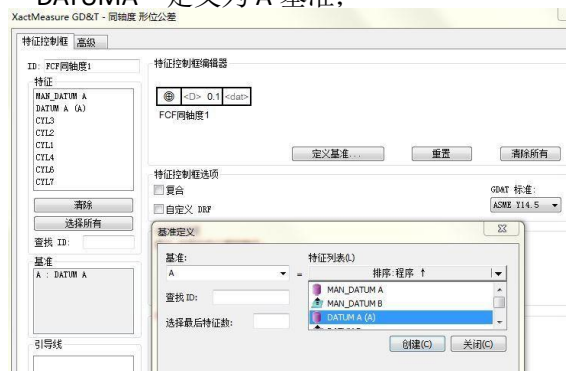 DATUMA 定义为 A 基准，
XactMeasure GD&T - 同轴度 形位公差
特征控制框 高级
ID: FCF同轴度1
特征
MAN_DATUM A
DATUM A (A)
CYL3
CYL2
CYL1
CYL4
CYL6
CYL7
清除
选择所有
查找 ID:
基准
A : DATUM A
引导线
特征控制框编辑器
<D> 0.1 <dat>
FCF同轴度1
定义基准... 重置 清除所有
特征控制框选项
复合
自定义 DRF
GD&T 标准:
ASME Y14.5
基准定义
基准:
A
=
查找 ID:
选择最后特征数:
特征列表(L)
排序:程序 ↑
MAN_DATUM A
MAN_DATUM B
DATUM A (A)
创建(C) 关闭(C)